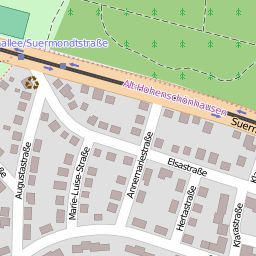 allee/Suermondtstraße
Alt-Hohenschönhausen
Suerm
Elsastraße
Augustastraße
Marie-Luise-Straße
Annemariestraße
Hertastraße
Klarastraße